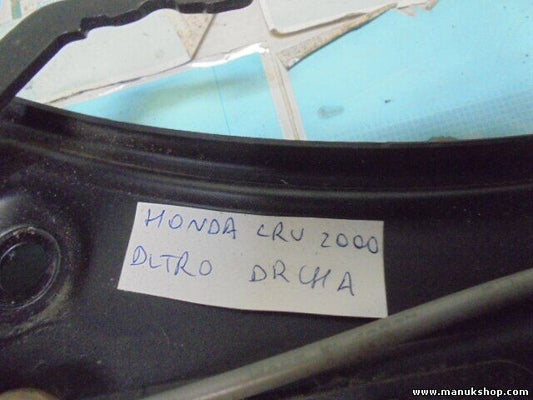 HONDA CRV 2000
DLTRO DRCHA
www.manukshop.com